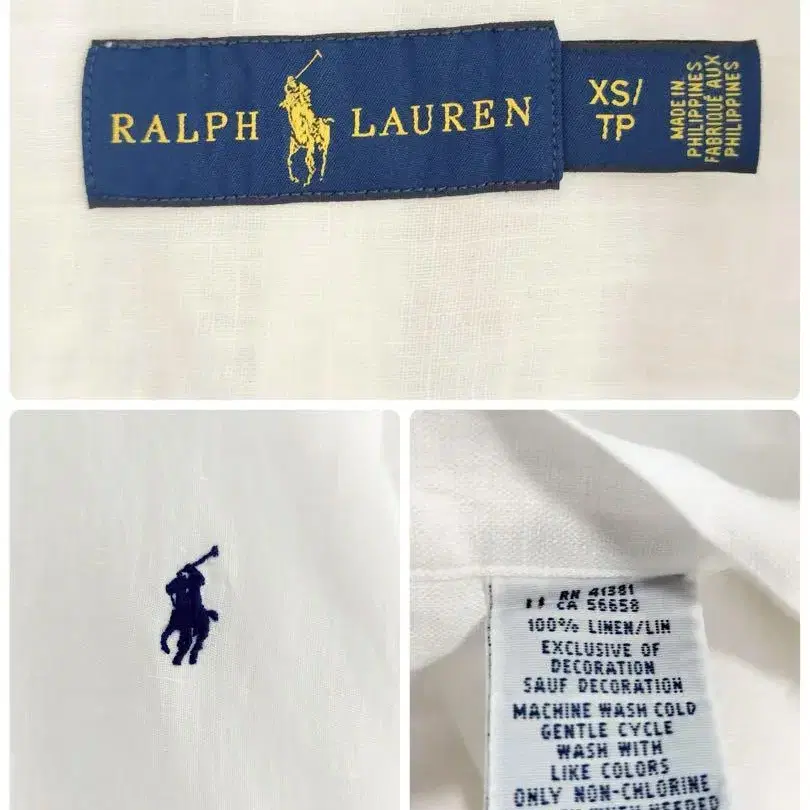 RALPH LAUREN
XS/
TP
MADE IN
PHILIPPINES
FABRIQUÉ AUX
PHILIPPINES
RN 41381
CA 56658
100% LINEN/LIN
EXCLUSIVE OF
DECORATION
SAUF DECORATION
MACHINE WASH COLD
GENTLE CYCLE
WASH WITH
LIKE COLORS
ONLY NON-CHLORINE